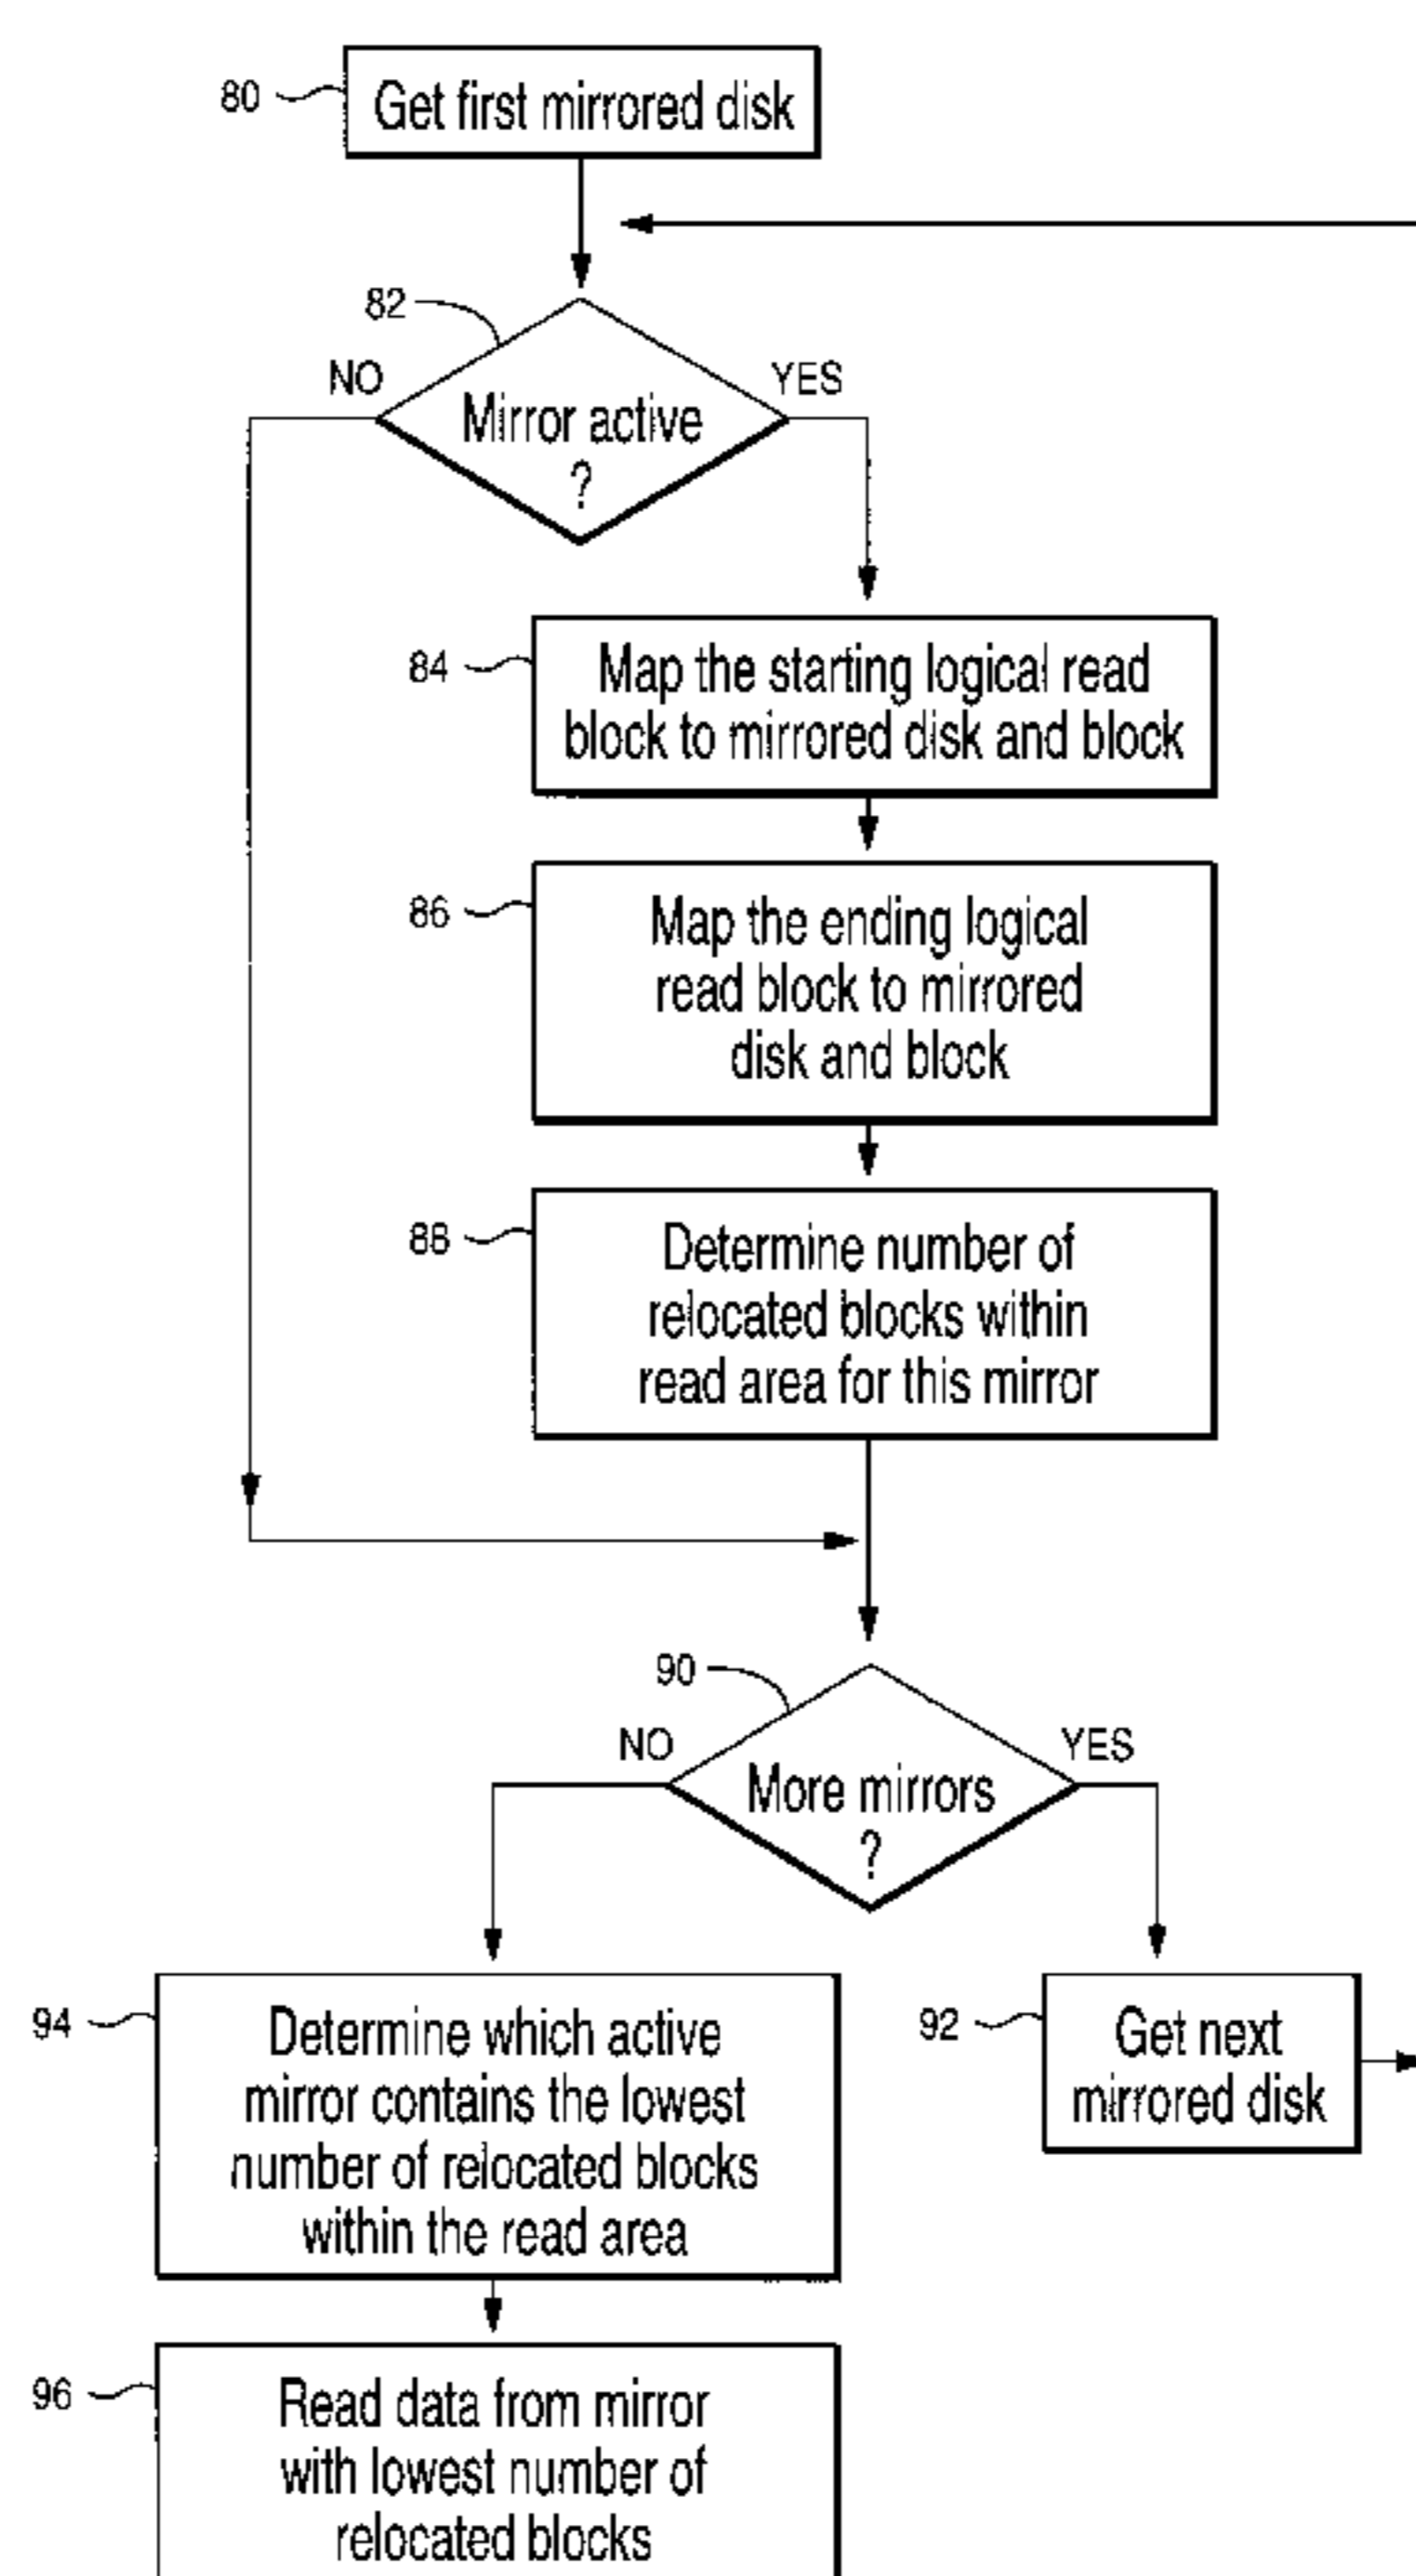 80
Get first mirrored disk
82
NO
YES
Mirror active
?
84
Map the starting logical read
block to mirrored disk and block
86
Map the ending logical
read block to mirrored
disk and block
88
Determine number of
relocated blocks within
read area for this mirror
90
NO
YES
More mirrors
?
94
Determine which active
mirror contains the lowest
number of relocated blocks
within the read area
92
Get next
mirrored disk
96
Read data from mirror
with lowest number of
relocated blocks